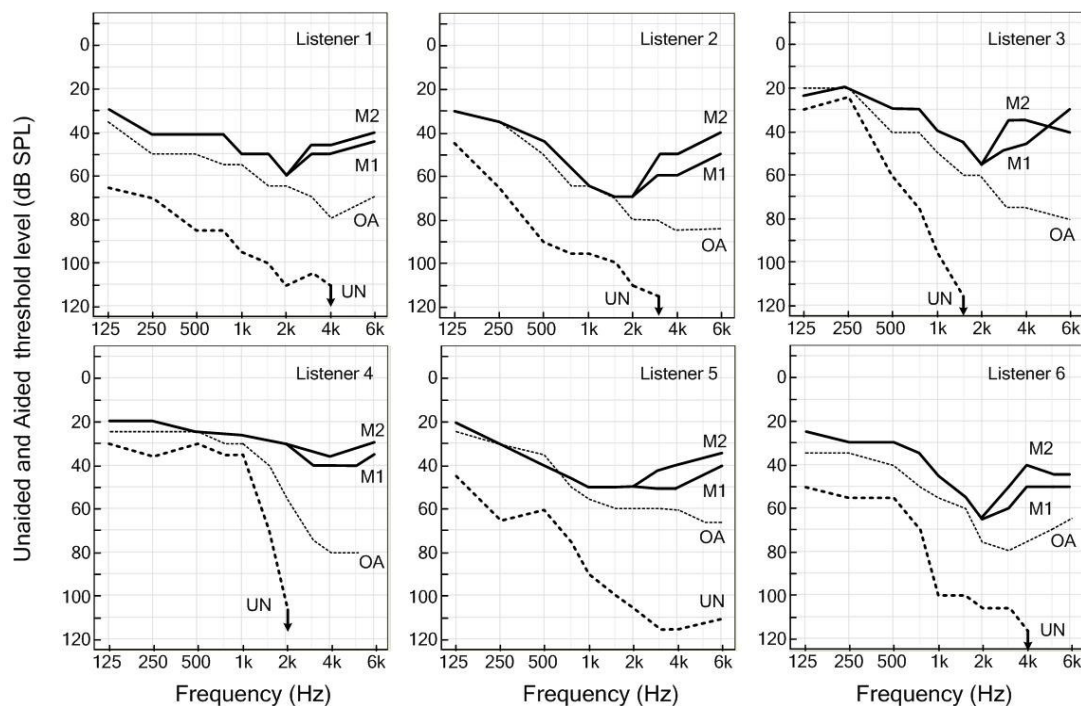 Unaided and Aided threshold level (dB SPL)
Listener 1
0
20
40
60
80
100
120
M2
M1
OA
UN
125 250 500 1k 2k 4k 6k
Listener 2
0
20
40
60
80
100
120
M2
M1
OA
UN
125 250 500 1k 2k 4k 6k
Listener 3
0
20
40
60
80
100
120
M2
M1
OA
UN
125 250 500 1k 2k 4k 6k
Listener 4
0
20
40
60
80
100
120
M2
M1
OA
UN
125 250 500 1k 2k 4k 6k
Frequency (Hz)
Listener 5
0
20
40
60
80
100
120
M2
M1
OA
UN
125 250 500 1k 2k 4k 6k
Frequency (Hz)
Listener 6
0
20
40
60
80
100
120
M2
M1
OA
UN
125 250 500 1k 2k 4k 6k
Frequency (Hz)